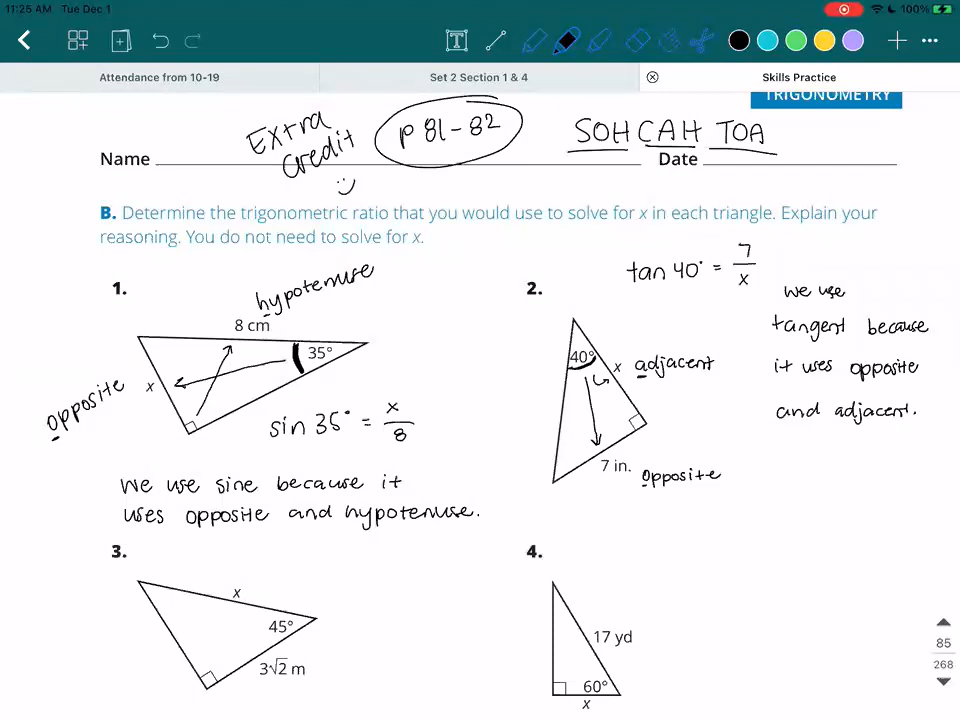 11:25 AM Tue Dec 1
100%
Attendance from 10-19
Set 2 Section 1 & 4
Skills Practice
TRIGONOMETRY
Extra credit
p 81-82
SOH CAH TOA
Name
Date
B. Determine the trigonometric ratio that you would use to solve for x in each triangle. Explain your
reasoning. You do not need to solve for x.
1.
hypotenuse
8 cm
35°
x
opposite
sin 35° = x/8
We use sine because it
uses opposite and hypotenuse.
2.
tan 40° = 7/x
40°
x
adjacent
7 in.
opposite
We use
tangent because
it uses opposite
and adjacent.
3.
x
45°
3√2 m
4.
17 yd
60°
x
85
268